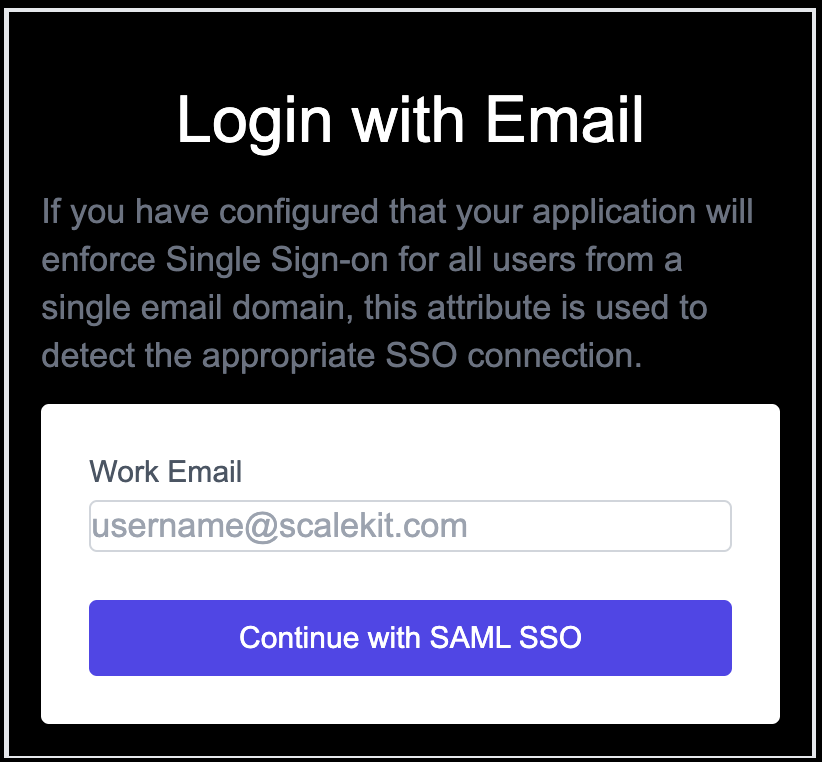 Login with Email
If you have configured that your application will
enforce Single Sign-on for all users from a
single email domain, this attribute is used to
detect the appropriate SSO connection.
Work Email
username@scalekit.com
Continue with SAML SSO